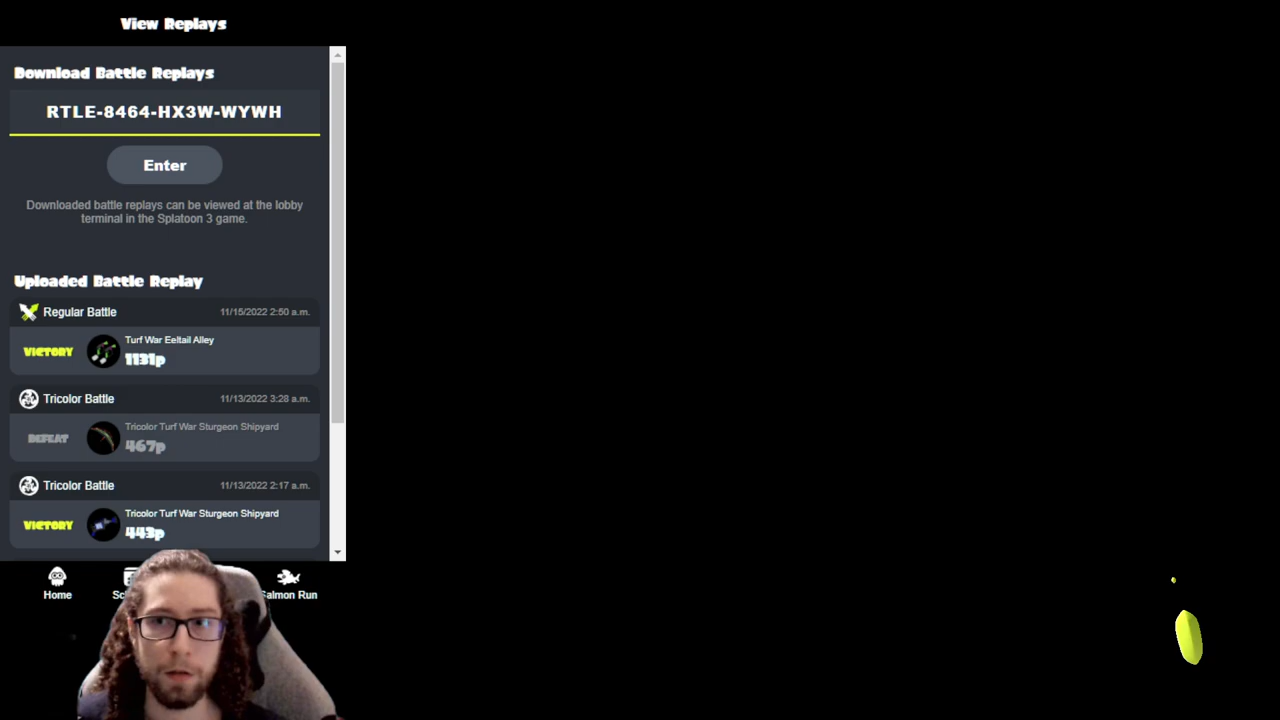 View Replays
Download Battle Replays
RTLE-8464-HX3W-WYWH
Enter
Downloaded battle replays can be viewed at the lobby
terminal in the Splatoon 3 game.
Uploaded Battle Replay
Regular Battle 11/15/2022 2:50 a.m.
VICTORY
Turf War Eeltail Alley
1131p
Tricolor Battle 11/13/2022 3:28 a.m.
DEFEAT
Tricolor Turf War Sturgeon Shipyard
467p
Tricolor Battle 11/13/2022 2:17 a.m.
VICTORY
Tricolor Turf War Sturgeon Shipyard
443p
Home
Salmon Run